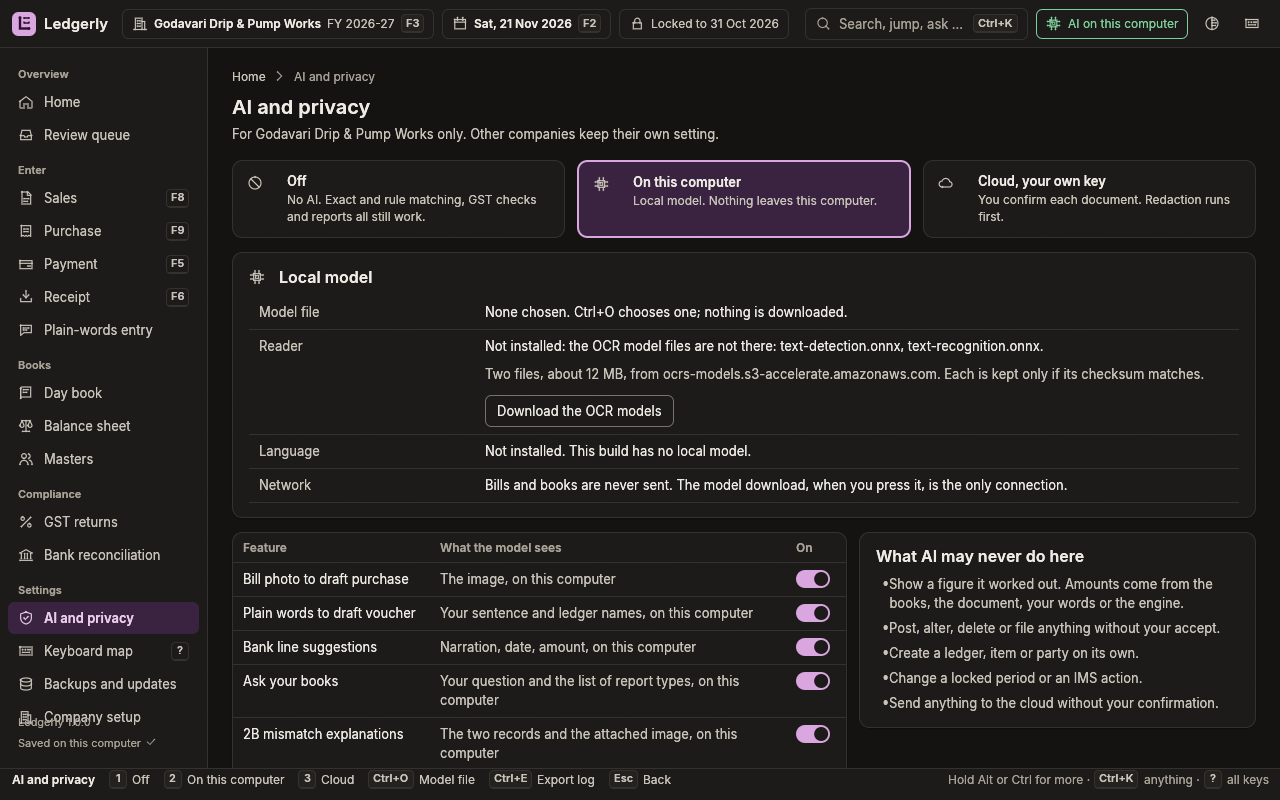 Ledgerly
Godavari Drip & Pump Works FY 2026-27 F3
Sat, 21 Nov 2026 F2
Locked to 31 Oct 2026
Search, jump, ask ... Ctrl+K
AI on this computer
Overview
Home
Review queue
Enter
Sales F8
Purchase F9
Payment F5
Receipt F6
Plain-words entry
Books
Day book
Balance sheet
Masters
Compliance
GST returns
Bank reconciliation
Settings
AI and privacy
Keyboard map ?
Backups and updates
Company setup
Ledgerly 1.0.0
Saved on this computer
Home > AI and privacy
AI and privacy
For Godavari Drip & Pump Works only. Other companies keep their own setting.
Off
No AI. Exact and rule matching, GST checks
and reports all still work.
On this computer
Local model. Nothing leaves this computer.
Cloud, your own key
You confirm each document. Redaction runs
first.
Local model
Model file None chosen. Ctrl+O chooses one; nothing is downloaded.
Reader Not installed: the OCR model files are not there: text-detection.onnx, text-recognition.onnx.
Two files, about 12 MB, from ocrs-models.s3-accelerate.amazonaws.com. Each is kept only if its checksum matches.
Download the OCR models
Language Not installed. This build has no local model.
Network Bills and books are never sent. The model download, when you press it, is the only connection.
Feature What the model sees On
Bill photo to draft purchase The image, on this computer
Plain words to draft voucher Your sentence and ledger names, on this computer
Bank line suggestions Narration, date, amount, on this computer
Ask your books Your question and the list of report types, on this
computer
2B mismatch explanations The two records and the attached image, on this
computer
What AI may never do here
•Show a figure it worked out. Amounts come from the
books, the document, your words or the engine.
•Post, alter, delete or file anything without your accept.
•Create a ledger, item or party on its own.
•Change a locked period or an IMS action.
•Send anything to the cloud without your confirmation.
AI and privacy 1 Off 2 On this computer 3 Cloud Ctrl+O Model file Ctrl+E Export log Esc Back
Hold Alt or Ctrl for more · Ctrl+K anything · ? all keys